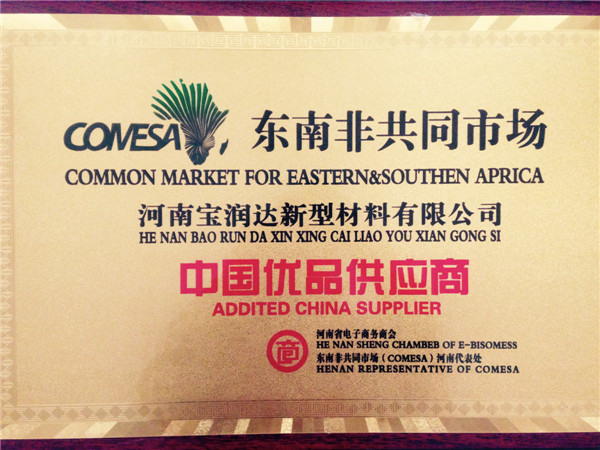 COMESA 东南非共同市场
COMMON MARKET FOR EASTERN&SOUTHEN APRICA
河南宝润达新型材料有限公司
HE NAN BAO RUN DA XIN XING CAI LIAO YOU XIAN GONG SI
中国优品供应商
ADDITED CHINA SUPPLIER
河南省电子商务商会
HE NAN SHENG CHAMBEB OF E-BISOMESS
东南非共同市场（COMESA）河南代表处
HENAN REPRESENTATIVE OF COMESA